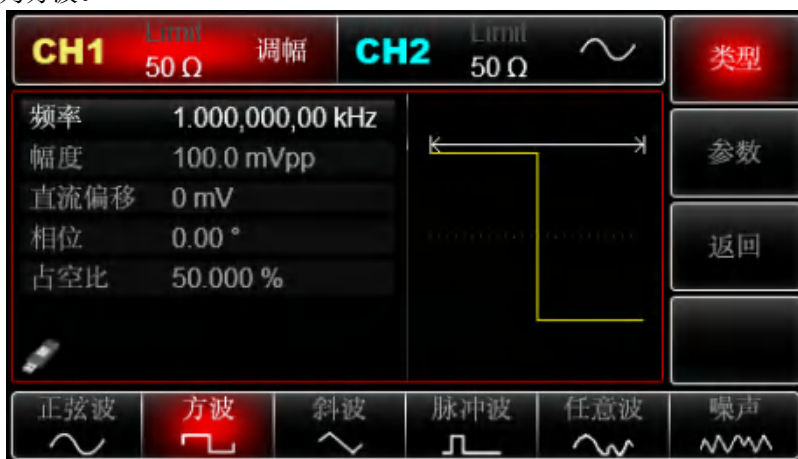 CH1 Limit 50 Ω 调幅 CH2 Limit 50 Ω
类型
频率 1.000,000,00 kHz
幅度 100.0 mVpp
参数
直流偏移 0 mV
相位 0.00 °
返回
占空比 50.000 %
正弦波 方波 斜波 脉冲波 任意波 噪声